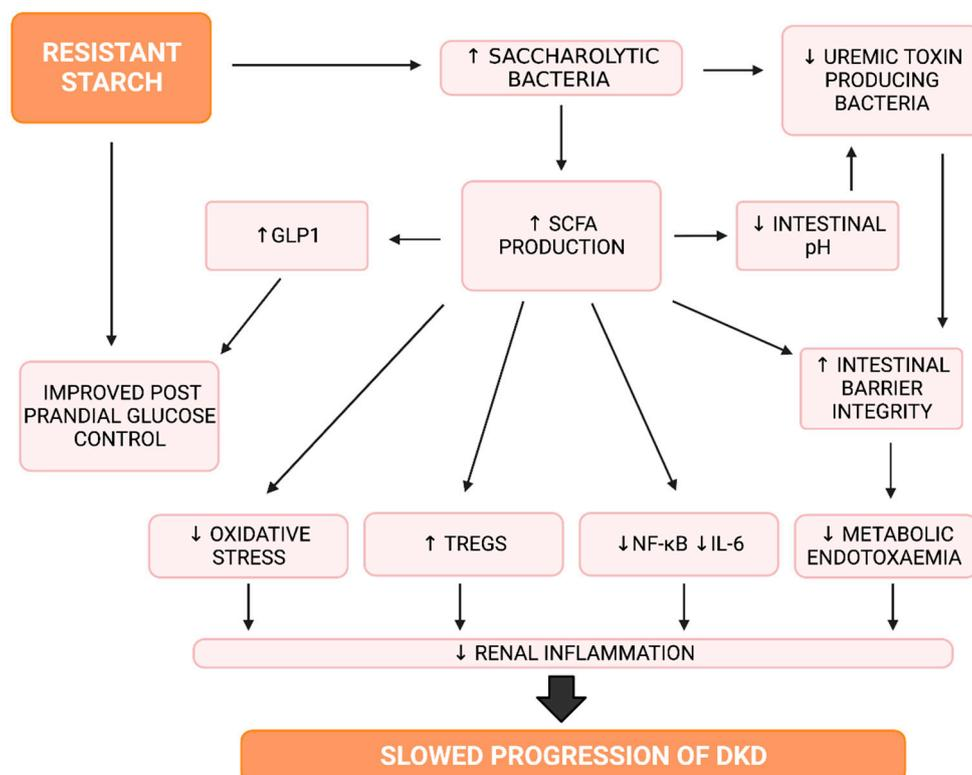 RESISTANT
STARCH
↑ SACCHAROLYTIC
BACTERIA
↓ UREMIC TOXIN
PRODUCING
BACTERIA
↑GLP1
↑ SCFA
PRODUCTION
↓ INTESTINAL
pH
IMPROVED POST
PRANDIAL GLUCOSE
CONTROL
↑ INTESTINAL
BARRIER
INTEGRITY
↓ OXIDATIVE
STRESS
↑ TREGS
↓NF-κB ↓IL-6
↓ METABOLIC
ENDOTOXAEMIA
↓ RENAL INFLAMMATION
SLOWED PROGRESSION OF DKD